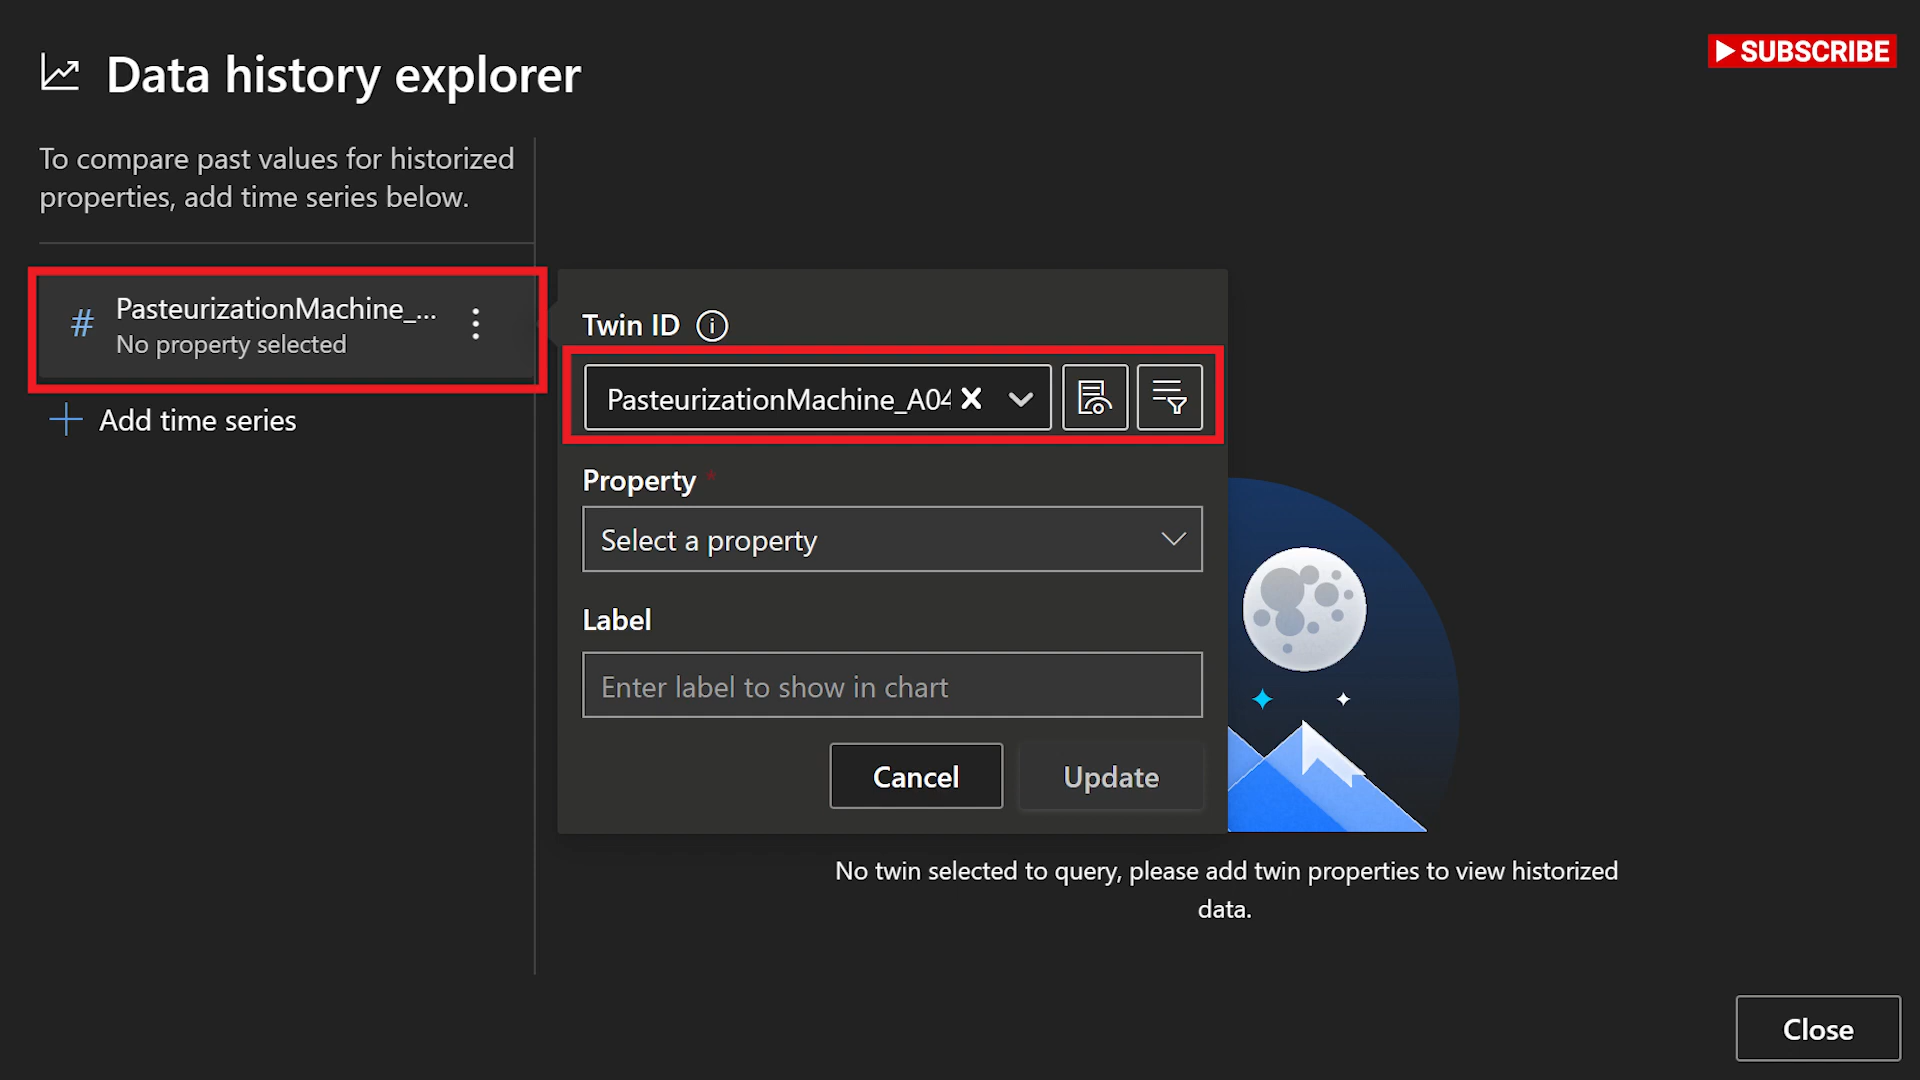 Data history explorer
SUBSCRIBE
To compare past values for historized
properties, add time series below.
# PasteurizationMachine_...
No property selected
Add time series
Twin ID
PasteurizationMachine_A04
Property *
Select a property
Label
Enter label to show in chart
Cancel
Update
No twin selected to query, please add twin properties to view historized
data.
Close